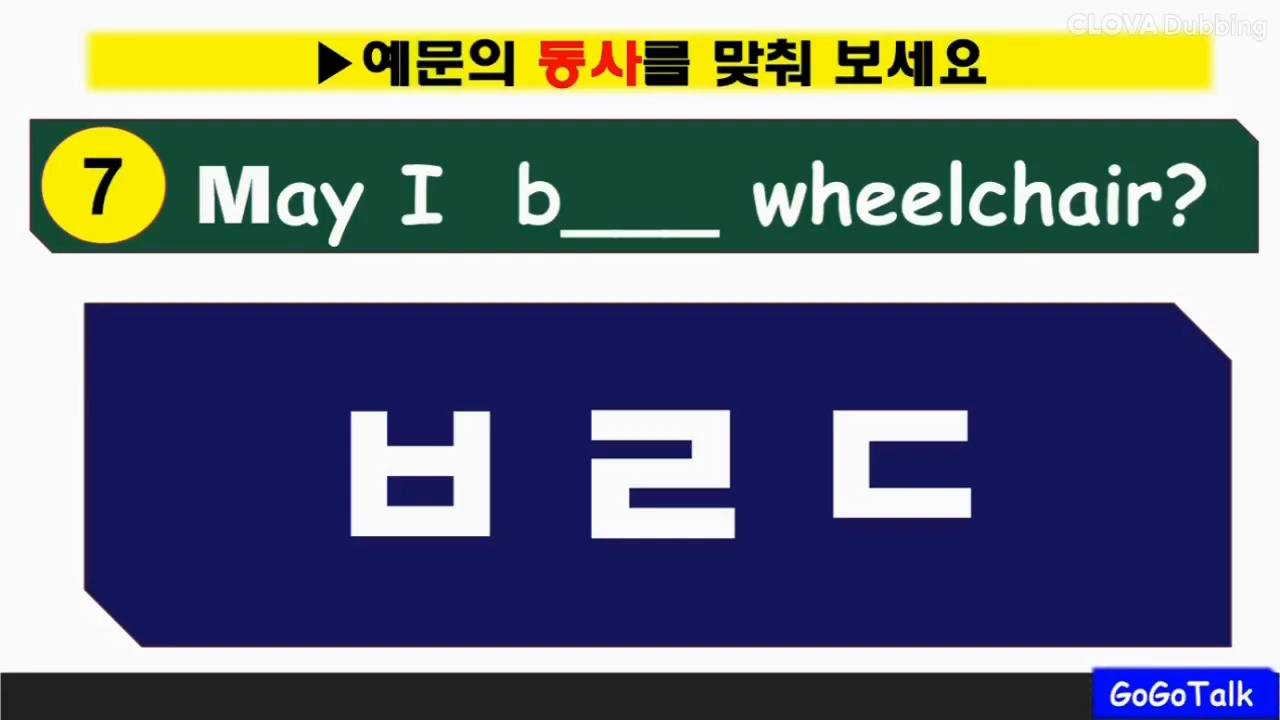 CLOVA Dubbing
▶예문의 동사를 맞춰 보세요
7 May I b___ wheelchair?
ㅂ ㄹ ㄷ
GoGoTalk